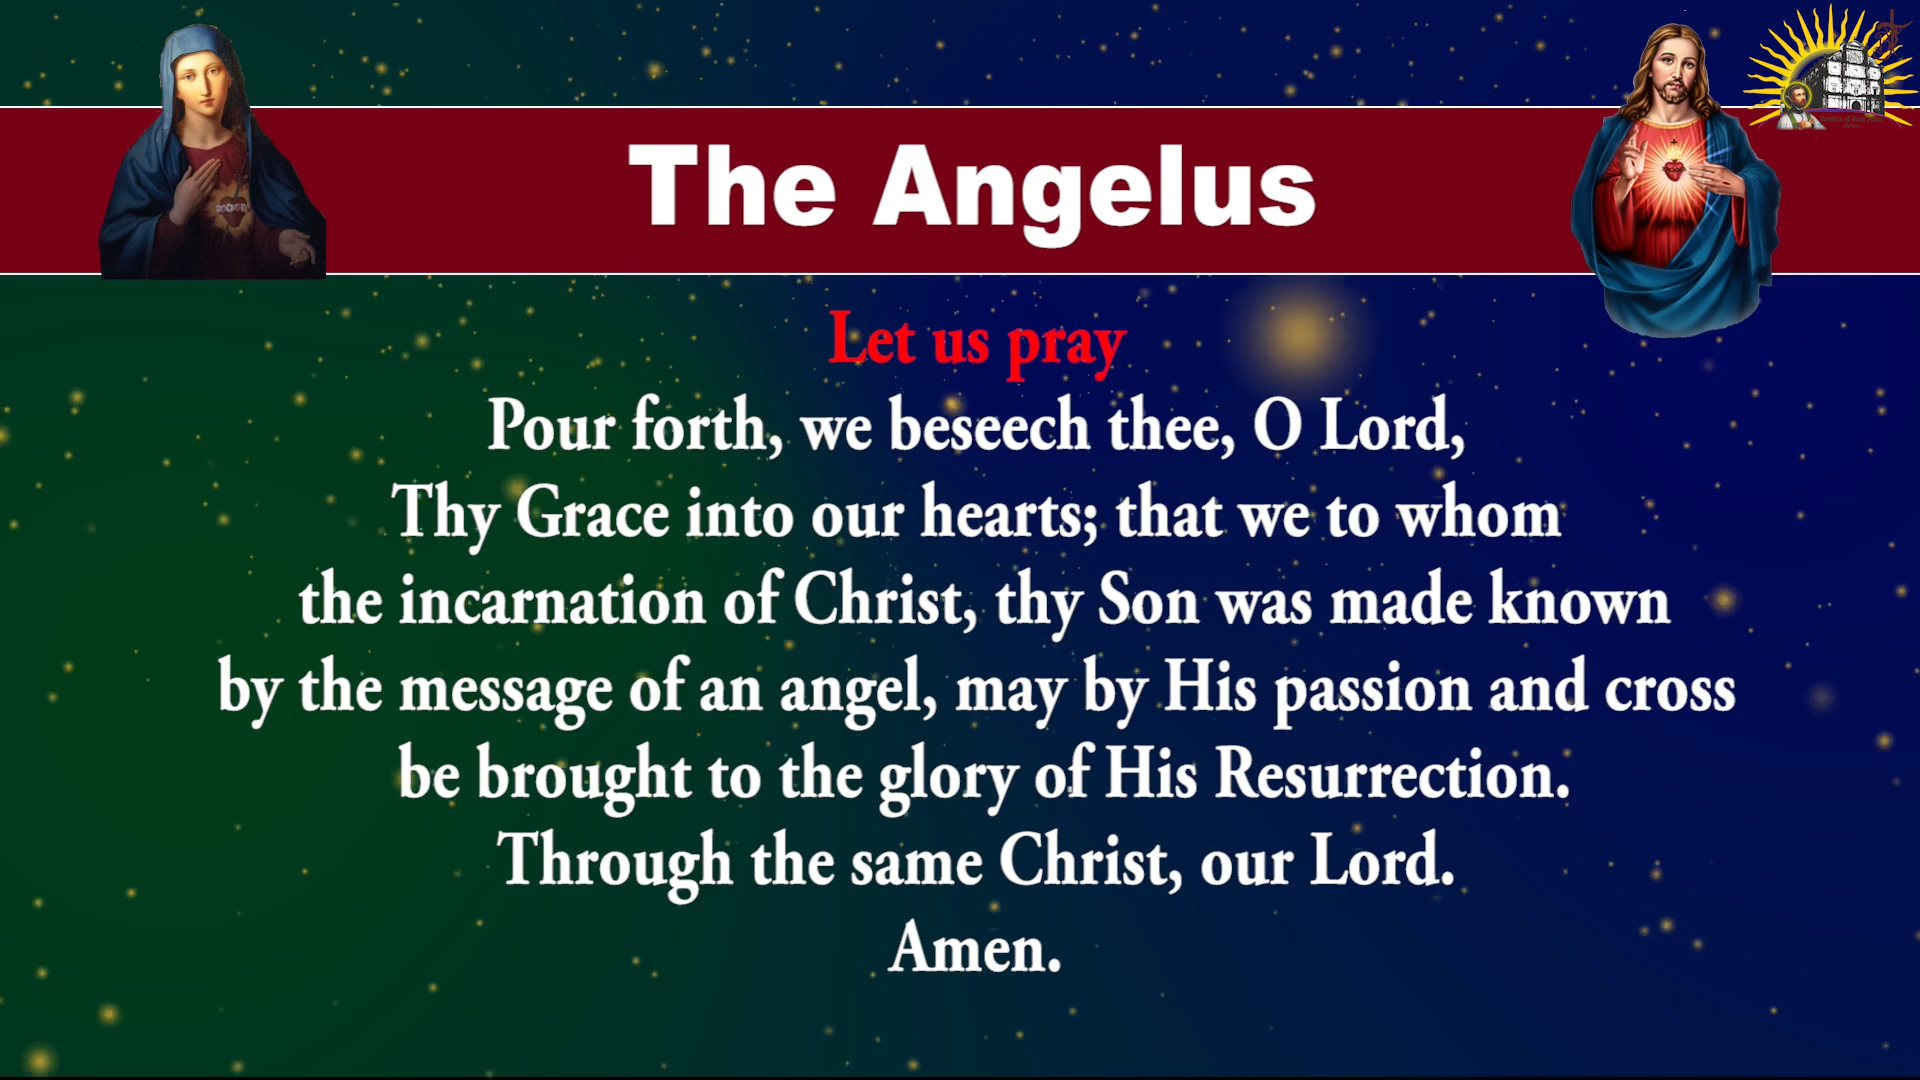 The Angelus
Let us pray
Pour forth, we beseech thee, O Lord,
Thy Grace into our hearts; that we to whom
the incarnation of Christ, thy Son was made known
by the message of an angel, may by His passion and cross
be brought to the glory of His Resurrection.
Through the same Christ, our Lord.
Amen.